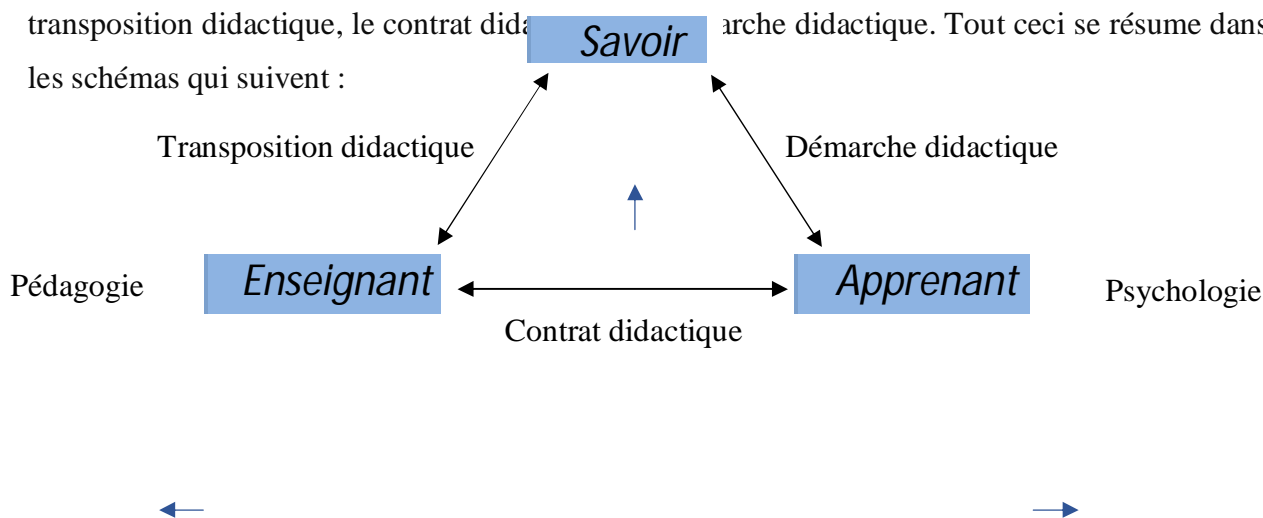 transposition didactique, le contrat arche didactique. Tout ceci se résume dans
Savoir
les schémas qui suivent :
Transposition didactique
Démarche didactique
Pédagogie
Enseignant
Apprenant
Psychologie
Contrat didactique